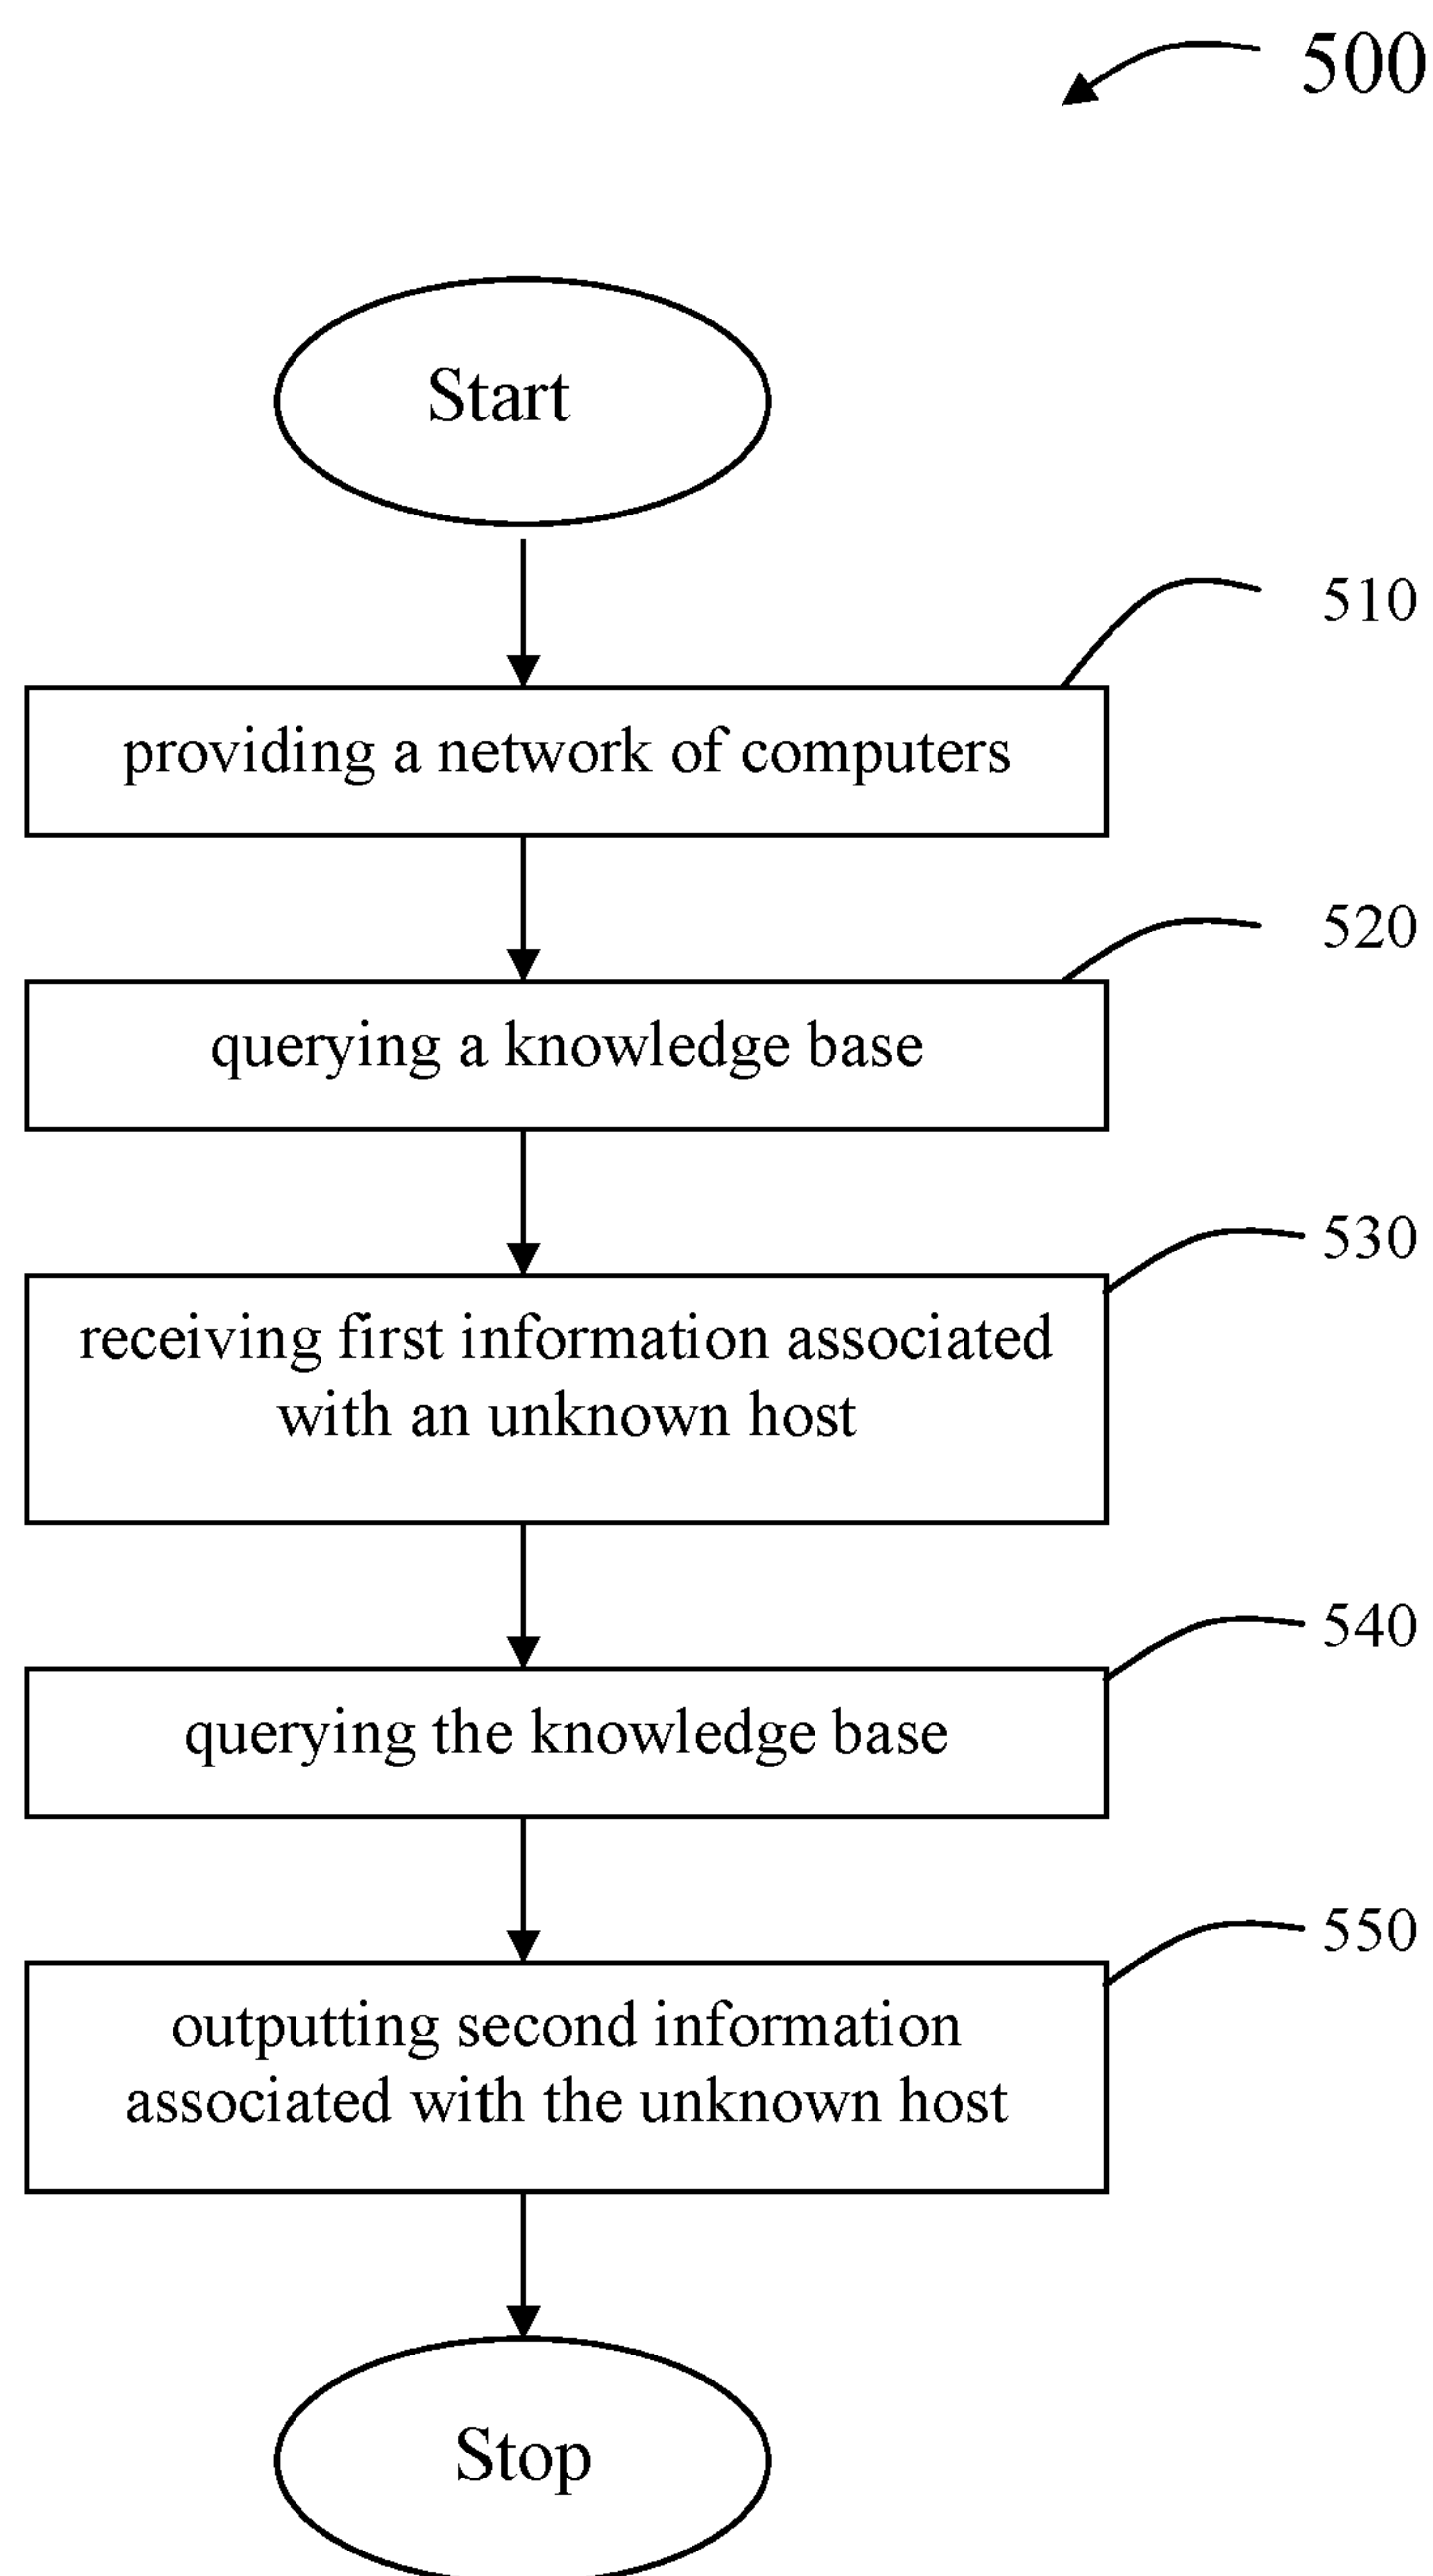 500
Start
510
providing a network of computers
520
querying a knowledge base
530
receiving first information associated
with an unknown host
540
querying the knowledge base
550
outputting second information
associated with the unknown host
Stop